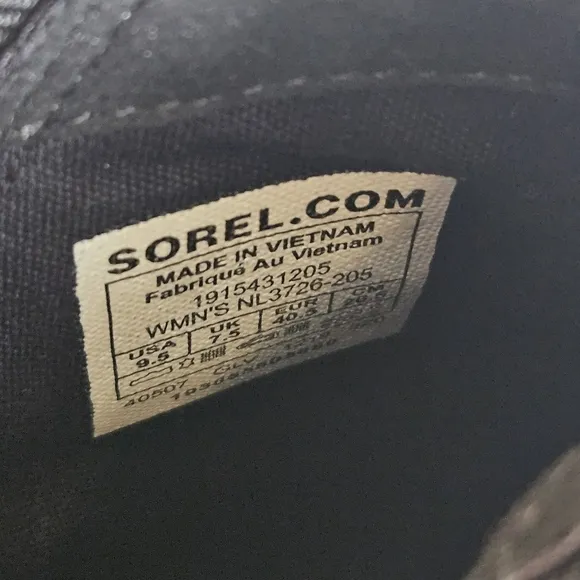 SOREL.COM
MADE IN VIETNAM
Fabriqué Au Vietnam
1915431205
WMN'S NL3726-205
USA UK EUR
9.5 7.5 40.5
40507